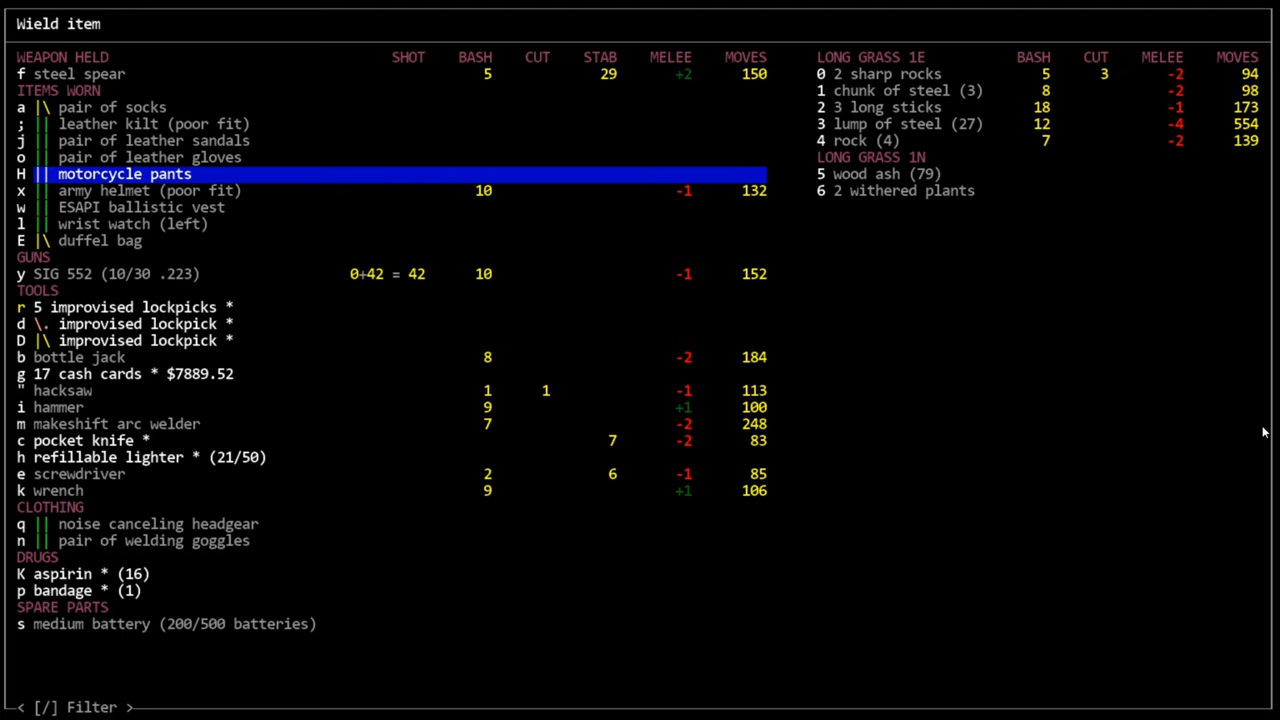 Wield item
WEAPON HELD SHOT BASH CUT STAB MELEE MOVES
f steel spear 5 29 +2 150
ITEMS WORN
a |\ pair of socks
; || leather kilt (poor fit)
j || pair of leather sandals
o || pair of leather gloves
H || motorcycle pants
x || army helmet (poor fit) 10 -1 132
w || ESAPI ballistic vest
l || wrist watch (left)
E |\ duffel bag
GUNS
y SIG 552 (10/30 .223) 0+42 = 42 10 -1 152
TOOLS
r 5 improvised lockpicks *
d \. improvised lockpick *
D |\ improvised lockpick *
b bottle jack 8 -2 184
g 17 cash cards * $7889.52
" hacksaw 1 1 -1 113
i hammer 9 +1 100
m makeshift arc welder 7 -2 248
c pocket knife * 7 -2 83
h refillable lighter * (21/50)
e screwdriver 2 6 -1 85
k wrench 9 +1 106
CLOTHING
q || noise canceling headgear
n || pair of welding goggles
DRUGS
K aspirin * (16)
p bandage * (1)
SPARE PARTS
s medium battery (200/500 batteries)
LONG GRASS 1E BASH CUT MELEE MOVES
0 2 sharp rocks 5 3 -2 94
1 chunk of steel (3) 8 -2 98
2 3 long sticks 18 -1 173
3 lump of steel (27) 12 -4 554
4 rock (4) 7 -2 139
LONG GRASS 1N
5 wood ash (79)
6 2 withered plants
< [/] Filter >